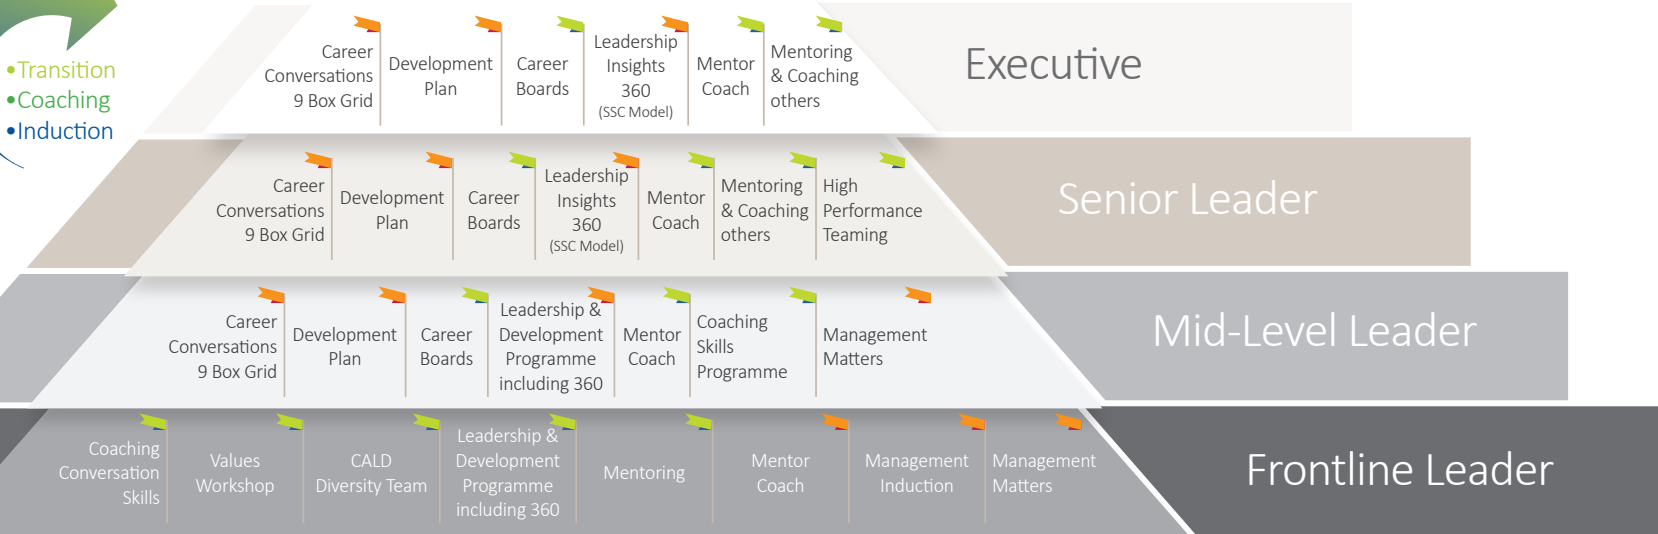 •Transition
•Coaching
•Induction
Career
Conversations
9 Box Grid
Development
Plan
Career
Boards
Leadership
Insights
360
(SSC Model)
Mentor
Coach
Mentoring
& Coaching
others
Executive
Career
Conversations
9 Box Grid
Development
Plan
Career
Boards
Leadership
Insights
360
(SSC Model)
Mentor
Coach
Mentoring
& Coaching
others
High
Performance
Teaming
Senior Leader
Career
Conversations
9 Box Grid
Development
Plan
Career
Boards
Leadership &
Development
Programme
including 360
Mentor
Coach
Coaching
Skills
Programme
Management
Matters
Mid-Level Leader
Coaching
Conversation
Skills
Values
Workshop
CALD
Diversity Team
Leadership &
Development
Programme
including 360
Mentoring
Mentor
Coach
Management
Induction
Management
Matters
Frontline Leader